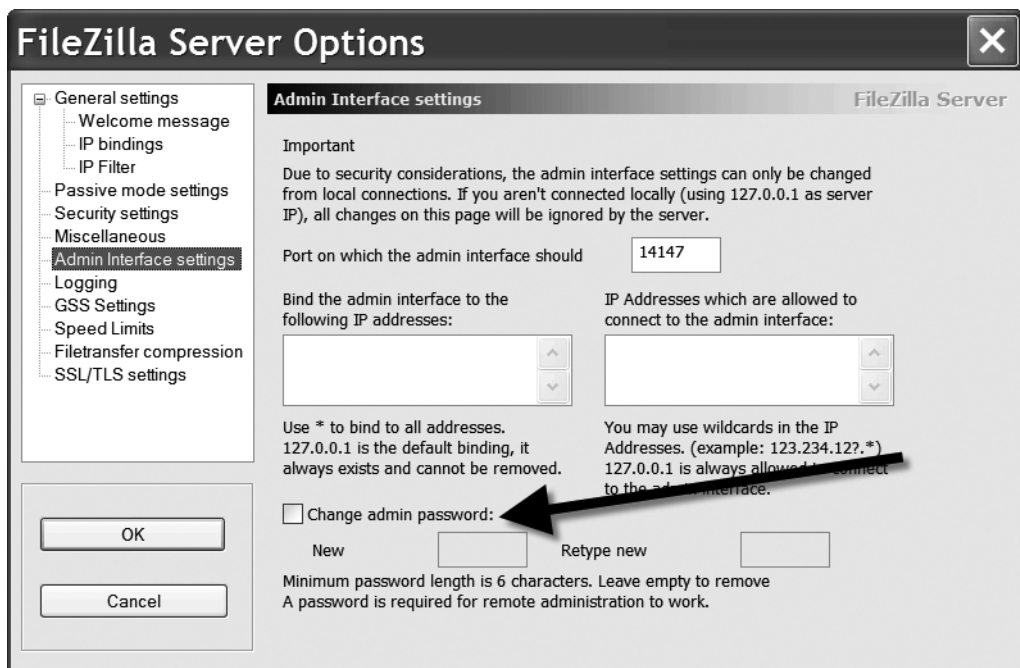 FileZilla Server Options
General settings
Welcome message
IP bindings
IP Filter
Passive mode settings
Security settings
Miscellaneous
Admin Interface settings
Logging
GSS Settings
Speed Limits
Filetransfer compression
SSL/TLS settings
OK
Cancel
Admin Interface settings
FileZilla Server
Important
Due to security considerations, the admin interface settings can only be changed
from local connections. If you aren't connected locally (using 127.0.0.1 as server
IP), all changes on this page will be ignored by the server.
Port on which the admin interface should
14147
Bind the admin interface to the
following IP addresses:
IP Addresses which are allowed to
connect to the admin interface:
Use * to bind to all addresses.
127.0.0.1 is the default binding, it
always exists and cannot be removed.
You may use wildcards in the IP
Addresses. (example: 123.234.12?.*)
127.0.0.1 is always allowed to connect
to the admin interface.
Change admin password:
New
Retype new
Minimum password length is 6 characters. Leave empty to remove
A password is required for remote administration to work.